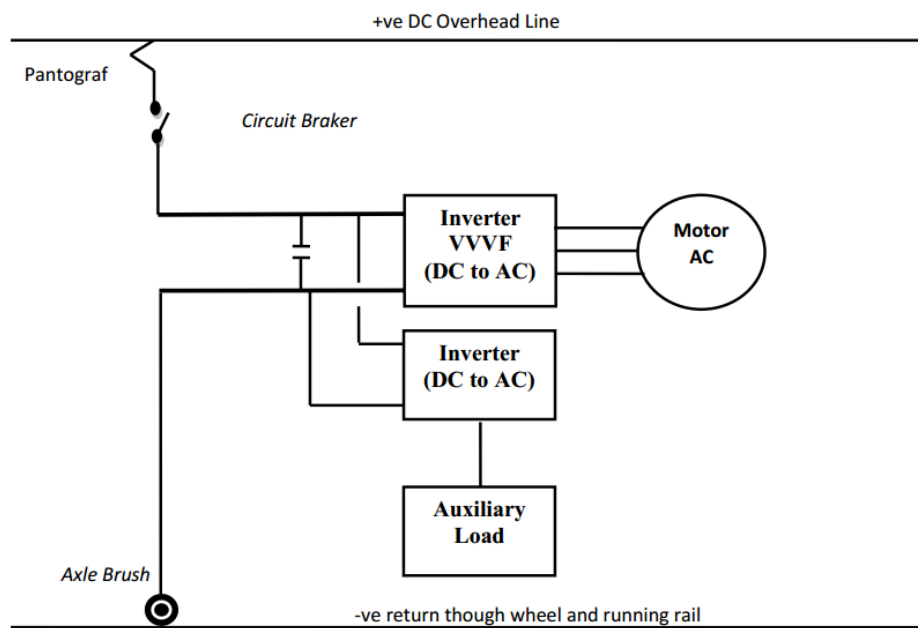 +ve DC Overhead Line
Pantograf
Circuit Braker
Inverter
VVVF
(DC to AC)
Motor
AC
Inverter
(DC to AC)
Auxiliary
Load
Axle Brush
-ve return though wheel and running rail